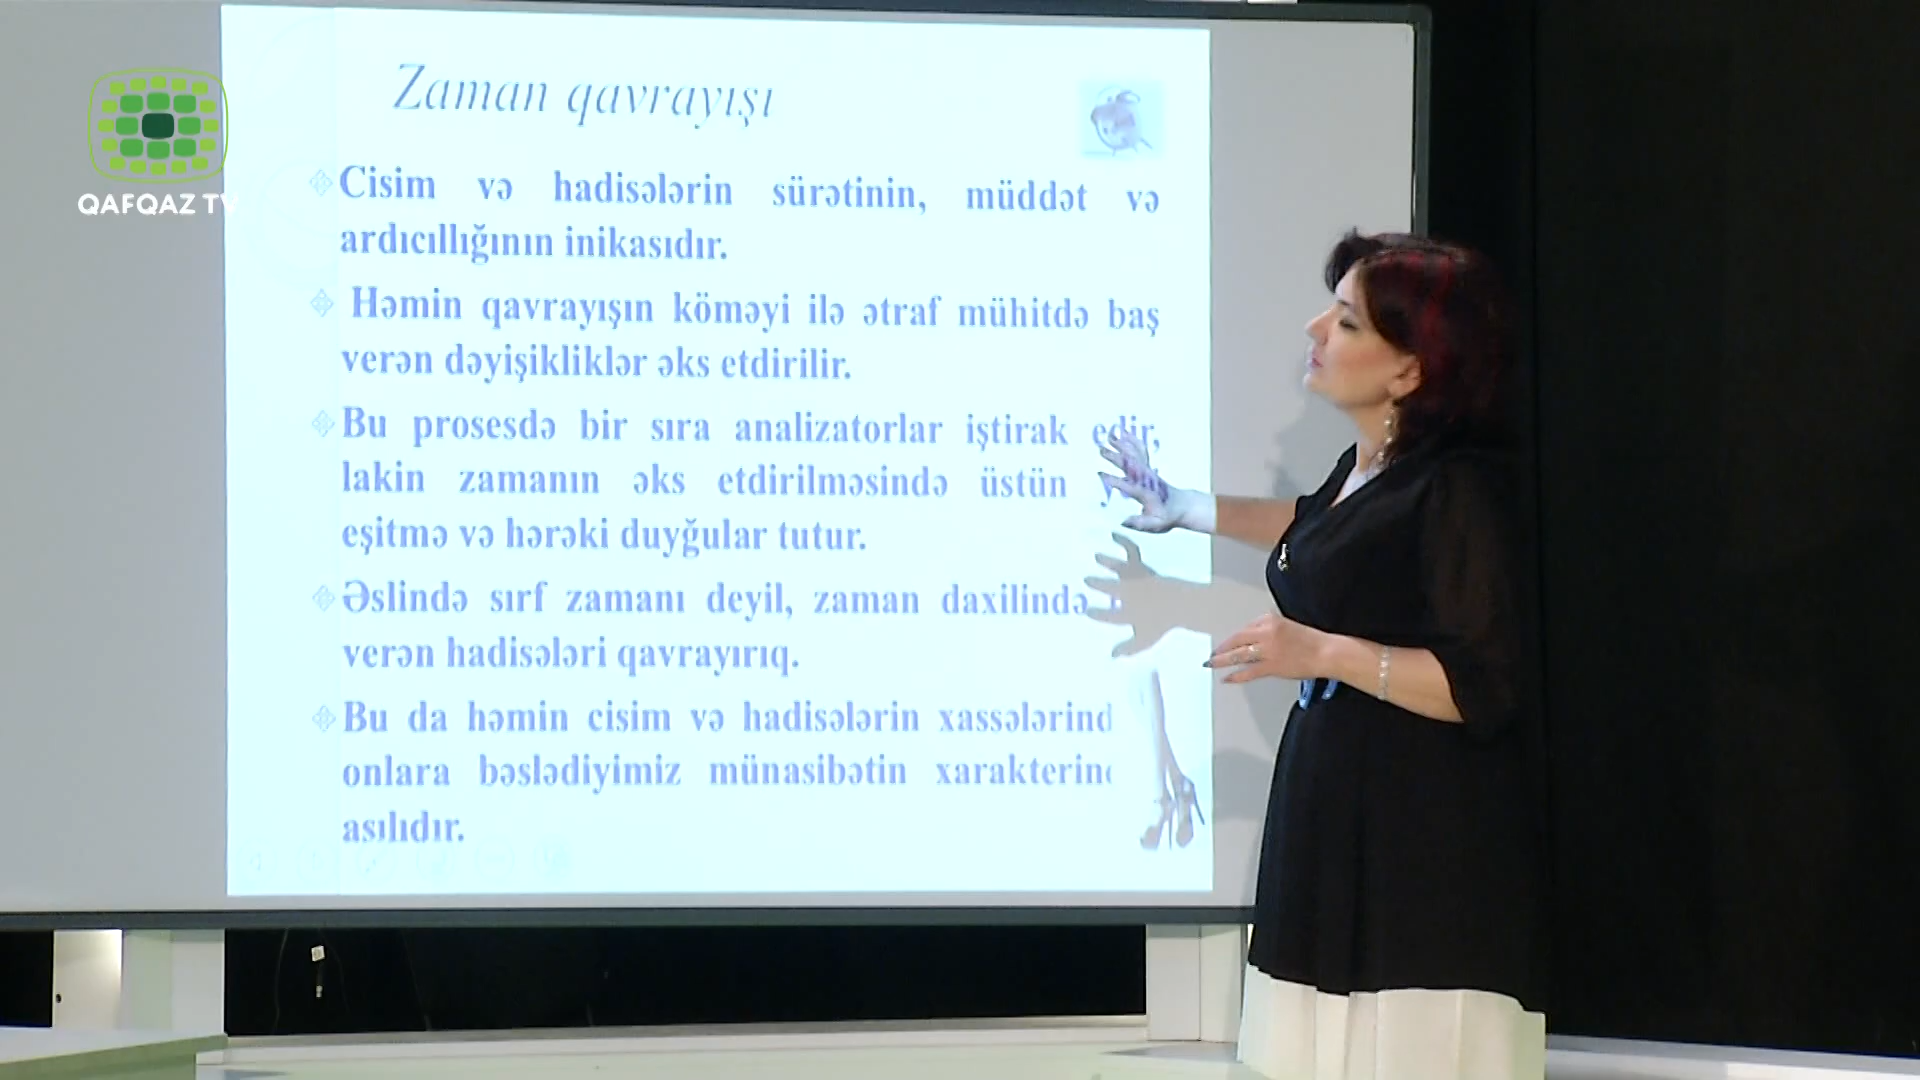 QAFQAZ TV
Zaman qavrayışı
Cisim və hadisələrin sürətinin, müddət və
ardıcıllığının inikasıdır.
Həmin qavrayışın köməyi ilə ətraf mühitdə baş
verən dəyişikliklər əks etdirilir.
Bu prosesdə bir sıra analizatorlar iştirak edir,
lakin zamanın əks etdirilməsində üstün
eşitmə və hərəki duyğular tutur.
Əslində sırf zamanı deyil, zaman daxilində
verən hadisələri qavrayırıq.
Bu da həmin cisim və hadisələrin
onlara bəslədiyimiz münasibətin
asılıdır.